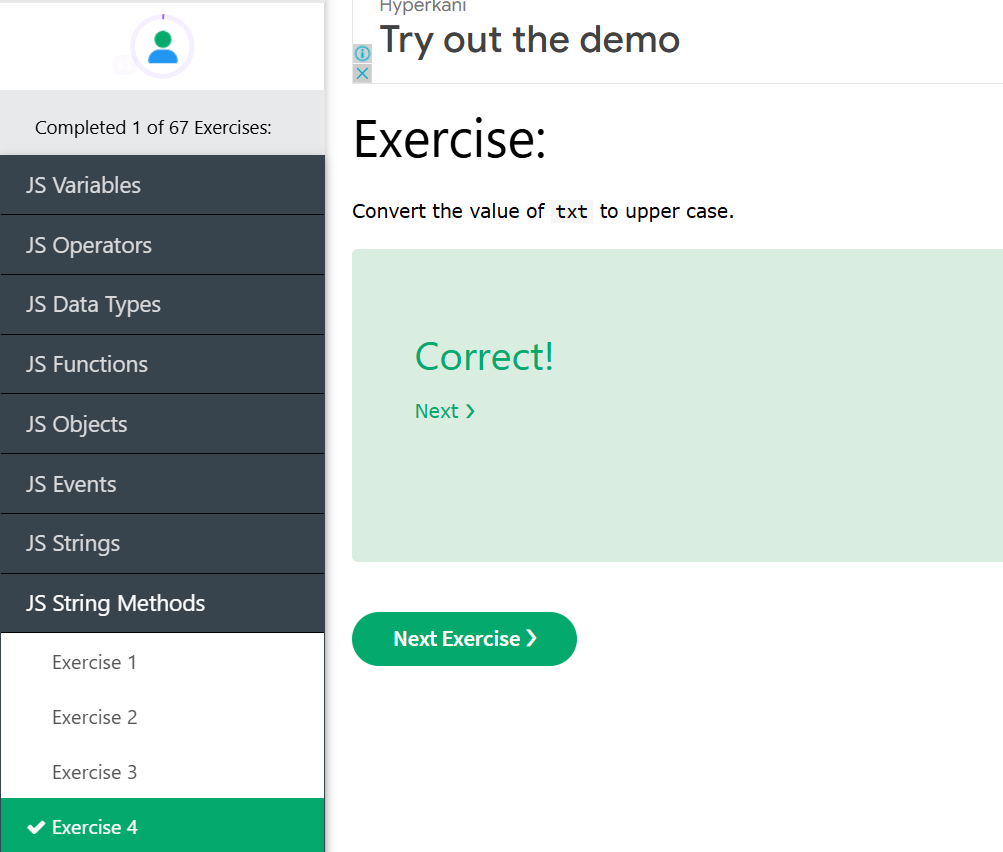 Hyperkani
Try out the demo
Completed 1 of 67 Exercises:
JS Variables
JS Operators
JS Data Types
JS Functions
JS Objects
JS Events
JS Strings
JS String Methods
Exercise 1
Exercise 2
Exercise 3
Exercise 4
Exercise:
Convert the value of txt to upper case.
Correct!
Next ❯
Next Exercise ❯